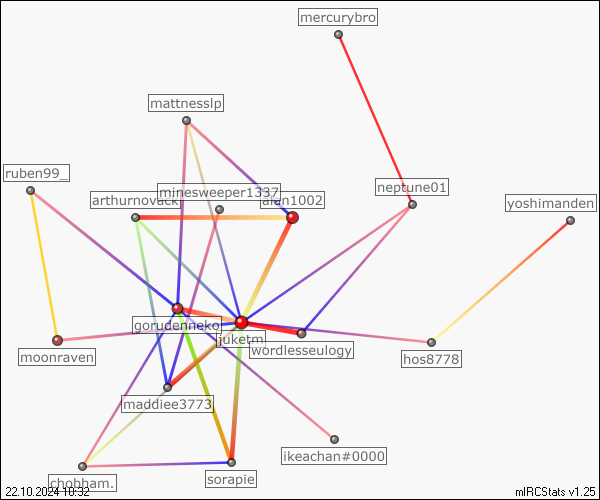 mercurybro
mattnesslp
ruben99_
minesweeper1337
neptune01
arthurnovack
alan1002
yoshimanden
gorudenneko
juketm
wordlesseulogy
moonraven
hos8778
maddiee3773
ikeachan#0000
chobham.
sorapie
22.10.2024 10:32
mIRCStats v1.25